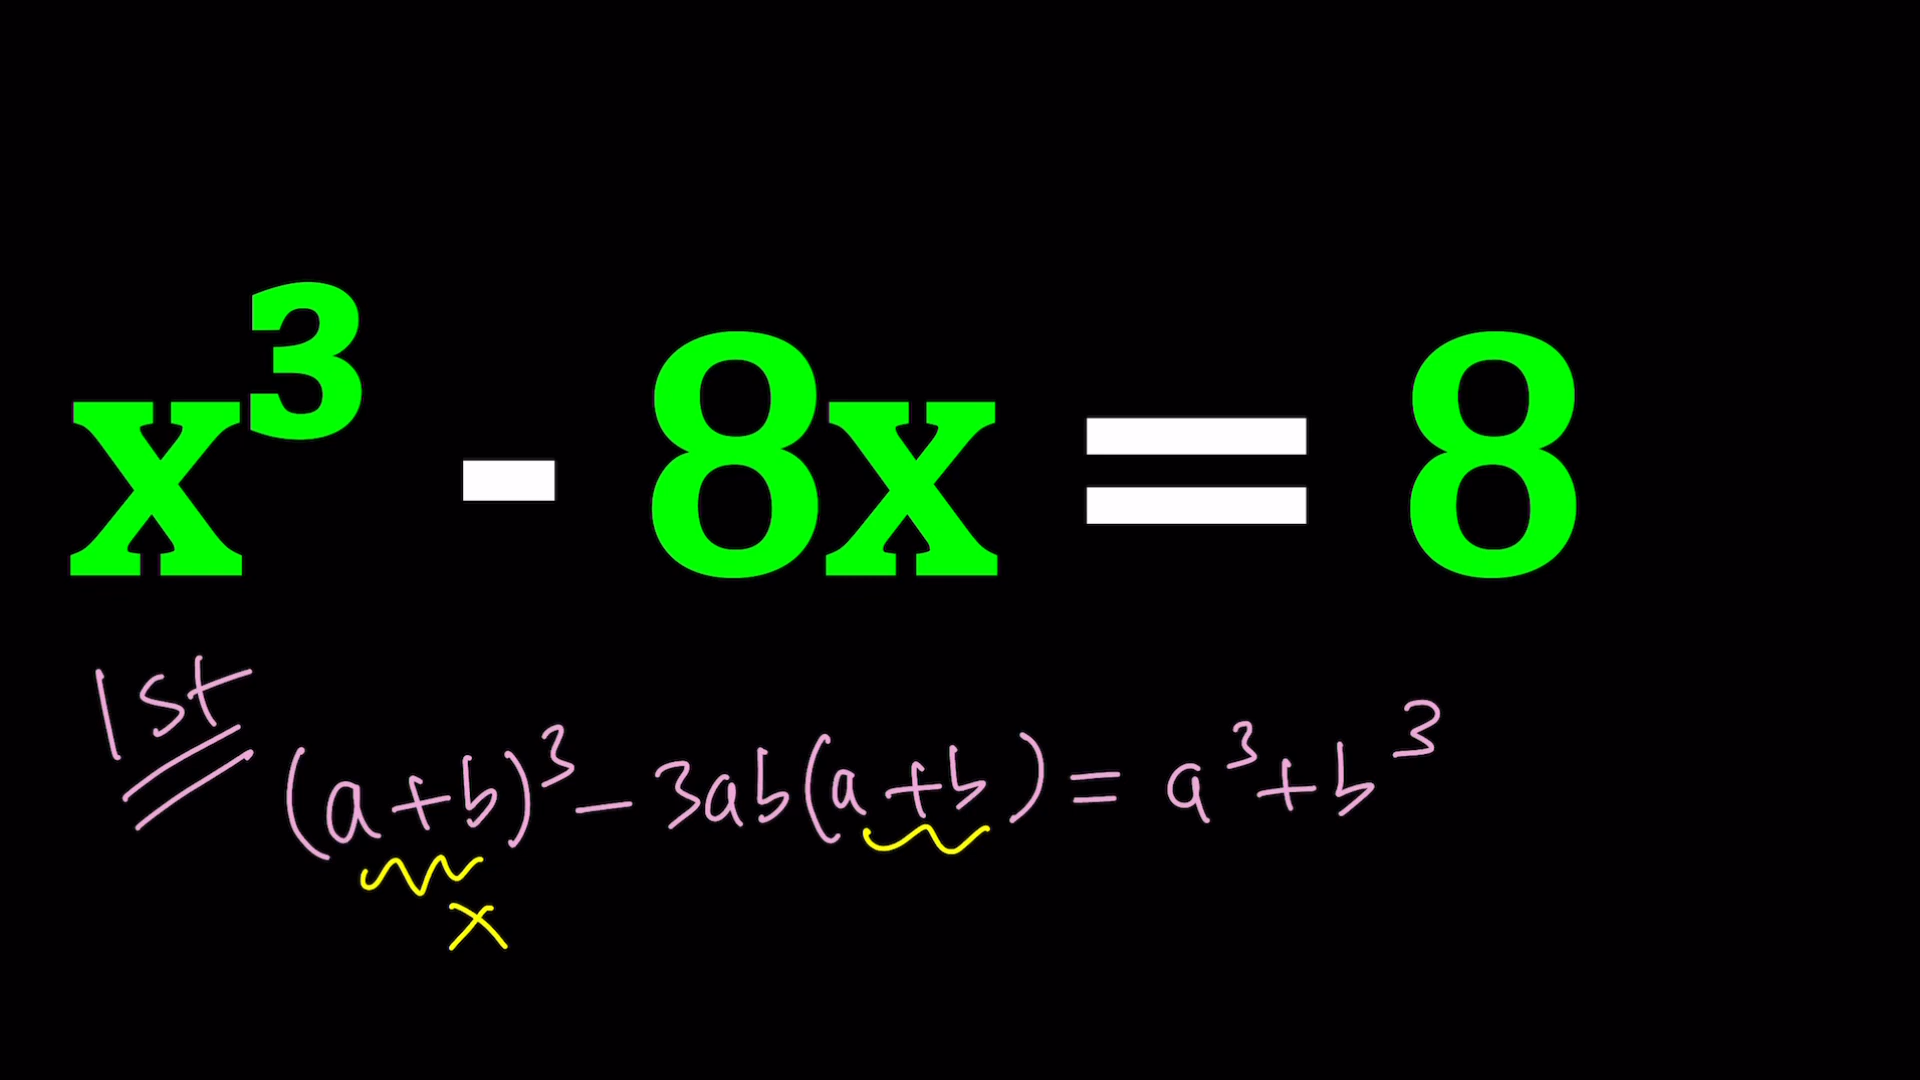 x³ - 8x = 8
1st
(a+b)³ - 3ab(a+b) = a³+b³
x